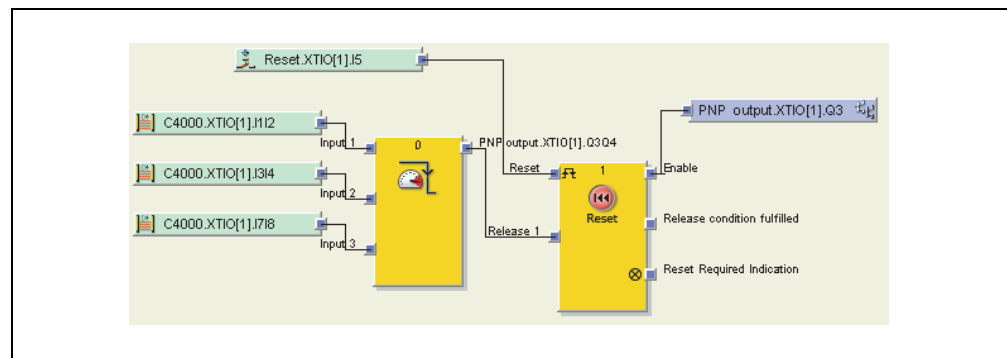 Reset.XTIO[1].I5
PNP output.XTIO[1].Q3
C4000.XTIO[1].I1I2
Input 1
0
PNP output.XTIO[1].Q3Q4
C4000.XTIO[1].I3I4
Input 2
Reset
1
Enable
Reset
Release condition fulfilled
C4000.XTIO[1].I7I8
Input 3
Release 1
Reset Required Indication